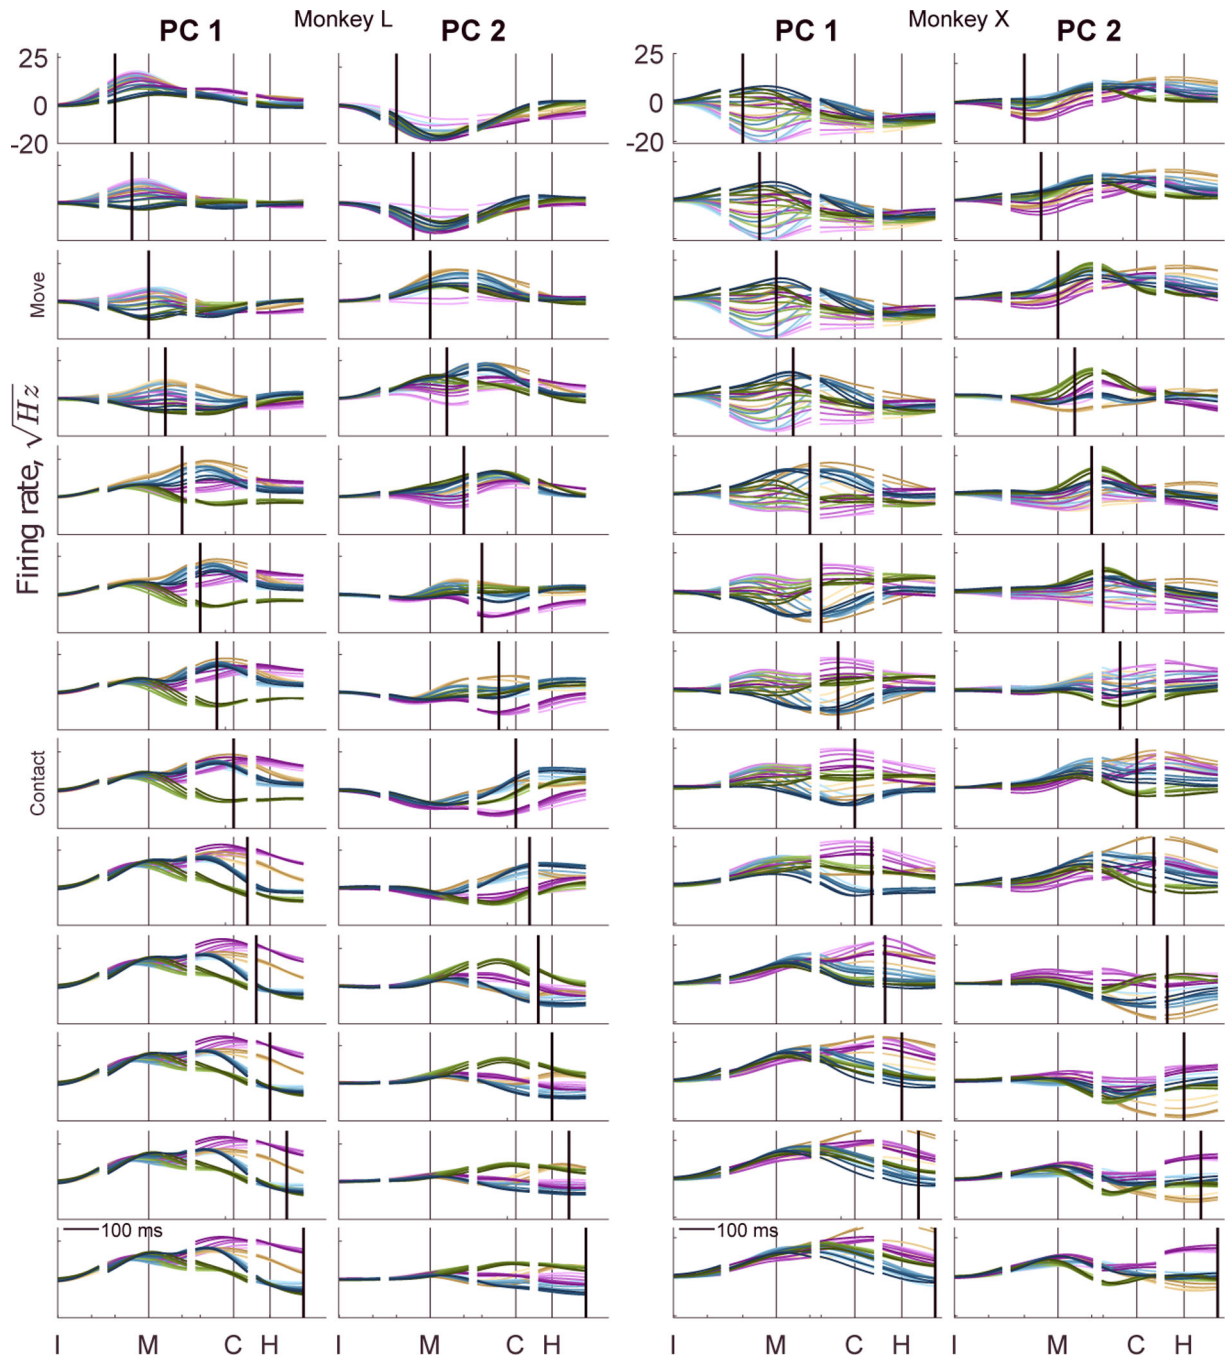 Monkey L
Monkey X
PC 1
PC 2
PC 1
PC 2
25
0
-20
25
0
-20
Move
Firing rate, √Hz
Contact
100 ms
100 ms
I M C H I M C H I M C H I M C H